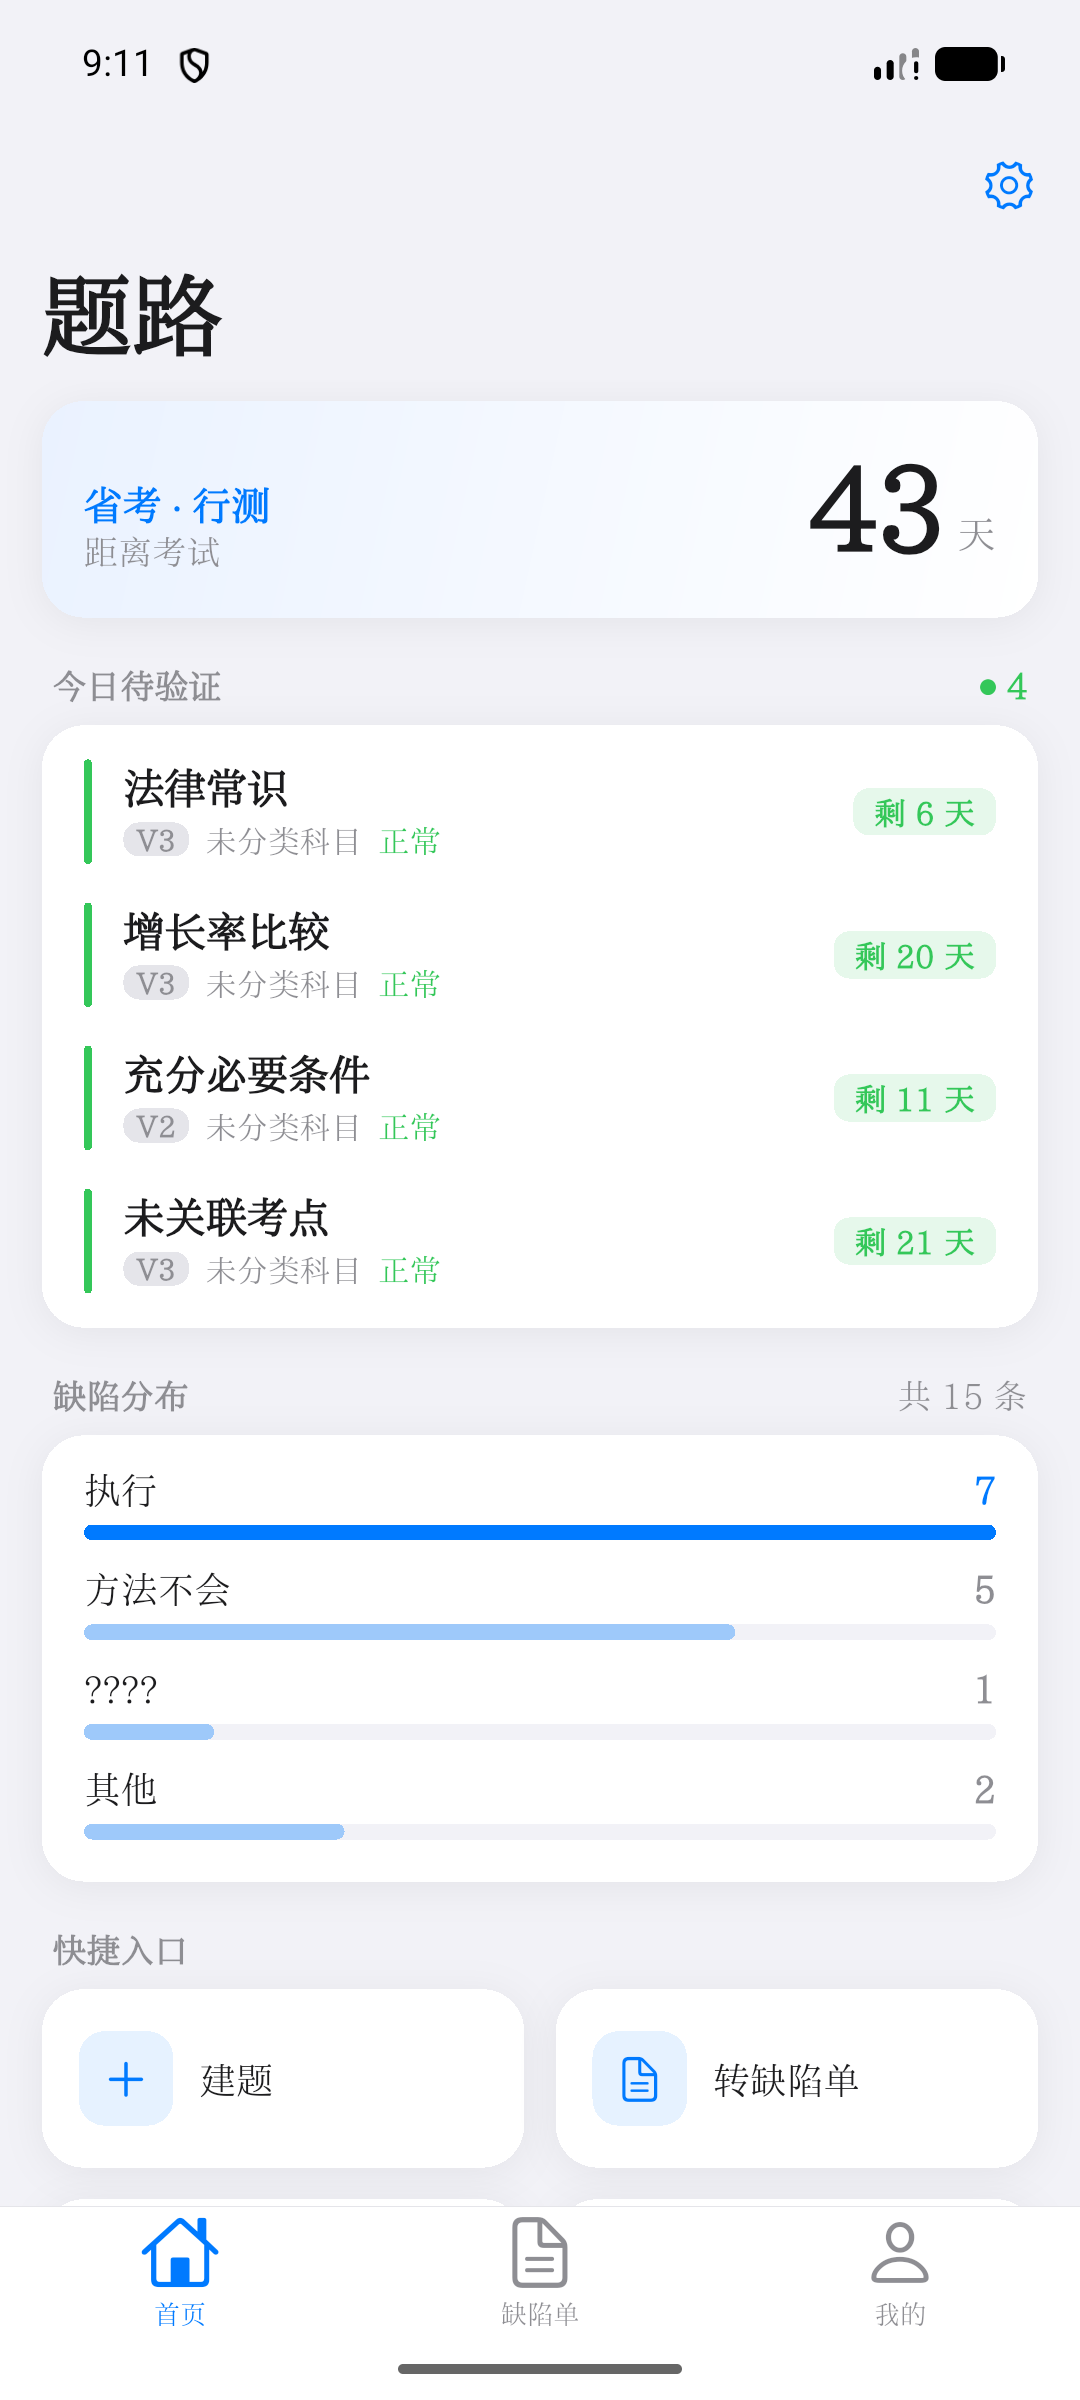 9:11
题路
省考 · 行测
距离考试
43 天
今日待验证
4
法律常识
V3 未分类科目 正常
剩 6 天
增长率比较
V3 未分类科目 正常
剩 20 天
充分必要条件
V2 未分类科目 正常
剩 11 天
未关联考点
V3 未分类科目 正常
剩 21 天
缺陷分布
共 15 条
执行 7
方法不会 5
???? 1
其他 2
快捷入口
建题
转缺陷单
首页
缺陷单
我的